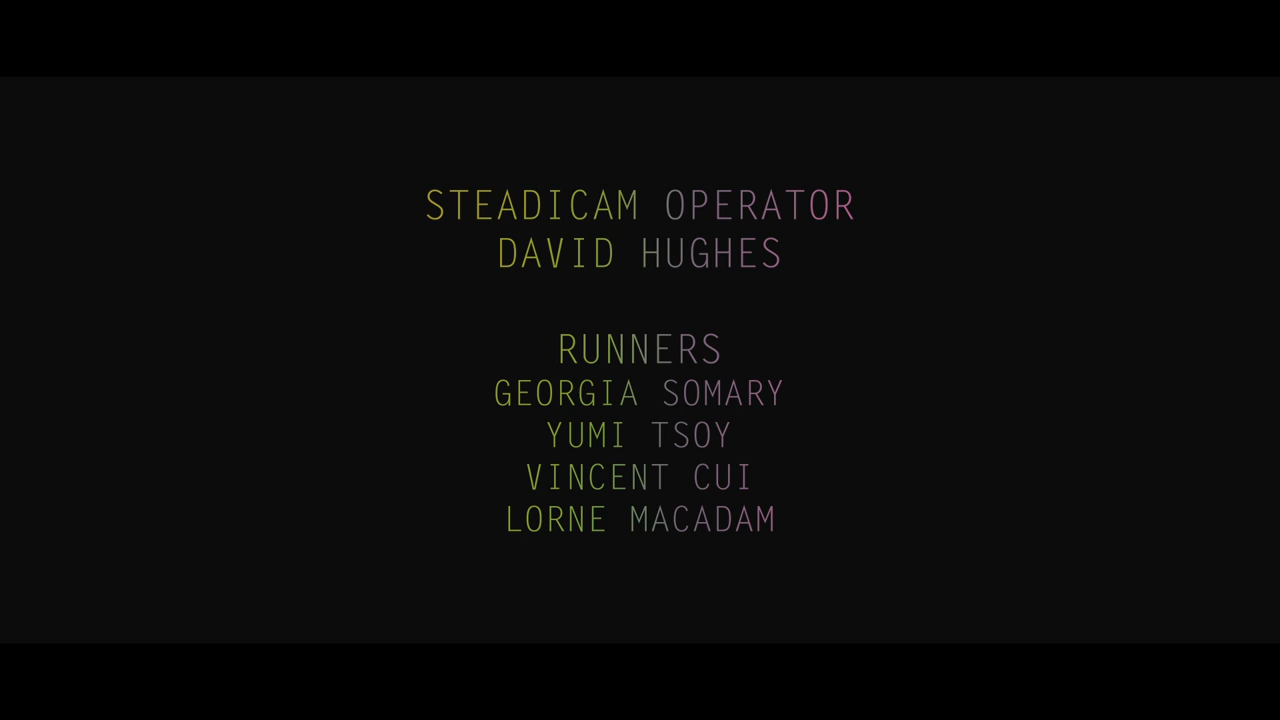 STEADICAM OPERATOR
DAVID HUGHES
RUNNERS
GEORGIA SOMARY
YUMI TSOY
VINCENT CUI
LORNE MACADAM